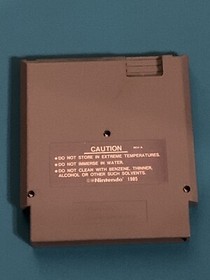 CAUTION
●DO NOT STORE IN EXTREME TEMPERATURES.
●DO NOT IMMERSE IN WATER.
●DO NOT CLEAN WITH BENZENE, THINNER,
ALCOHOL OR OTHER SUCH SOLVENTS.
©Nintendo 1985